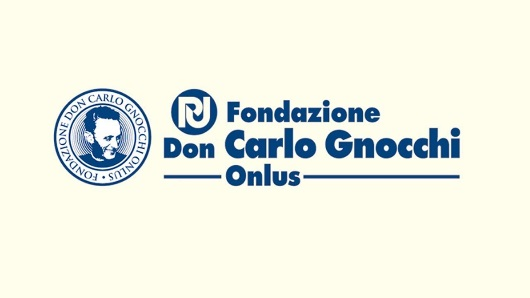 FONDAZIONE DON CARLO GNOCCHI ONLUS •
Fondazione
Don Carlo Gnocchi
Onlus